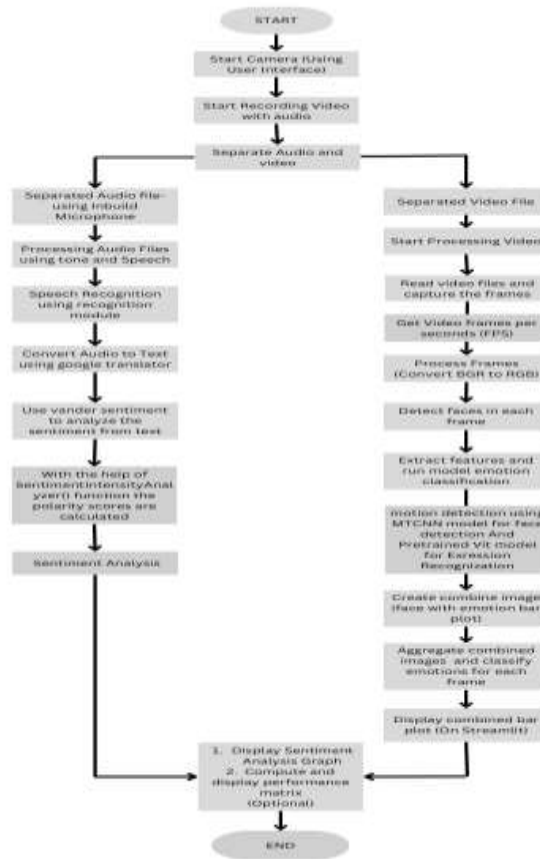 START
Start Camera (Using
User Interface)
Start Recording Video
with audio
Separate Audio and
video
Separated Audio file-
using Inbuild
Microphone
Processing Audio Files
using tone and Speech
Speech Recognition
using recognition
module
Convert Audio to Text
using google translator
Use vander sentiment
to analyze the
sentiment from text
With the help of
SentimentIntensityAnal
yzer() function the
polarity scores are
calculated
Sentiment Analysis
Separated Video File
Start Processing Video
Read video files and
capture the frames
Get Video frames per
seconds (FPS)
Process Frames
(Convert BGR to RGB)
Detect faces in each
frame
Extract features and
run model emotion
classification
motion detection using
MTCNN model for face
detection And
Pretrained Vit model
for Exression
Recognization
Create combine image
(face with emotion bar
plot)
Aggregate combined
images and classify
emotions for each
frame
Display combined bar
plot (On Streamlit)
1. Display Sentiment
Analysis Graph
2. Compute and
display performance
matrix
(Optional)
END